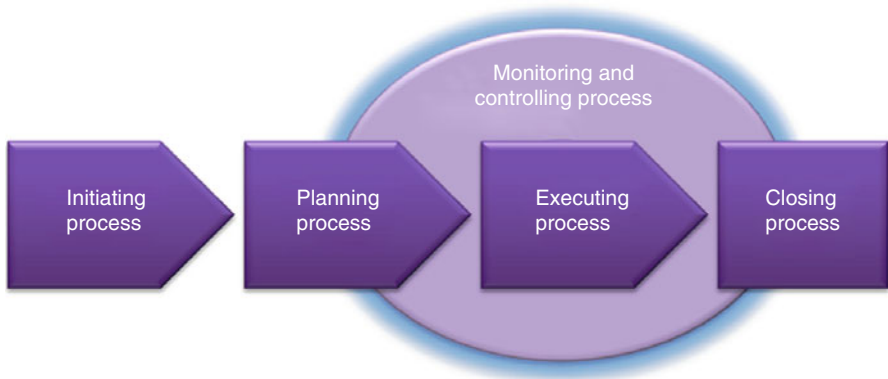 Monitoring and
controlling process
Initiating
process
Planning
process
Executing
process
Closing
process